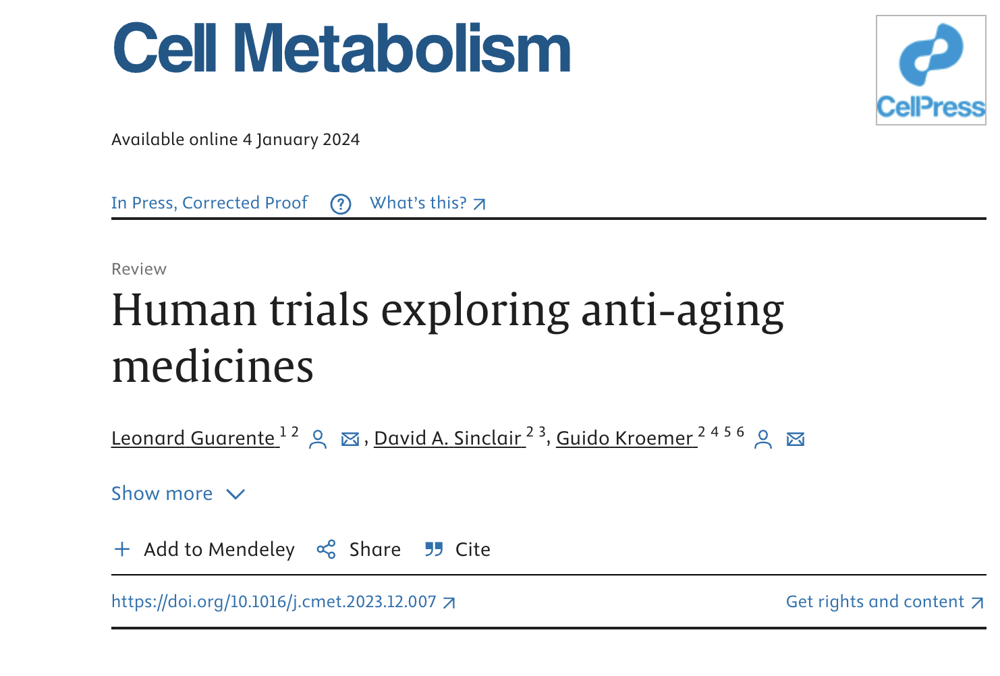 Cell Metabolism
CellPress
Available online 4 January 2024
In Press, Corrected Proof ? What's this?
Review
Human trials exploring anti-aging
medicines
Leonard Guarente 1 2, David A. Sinclair 2 3, Guido Kroemer 2 4 5 6
Show more
Add to Mendeley Share Cite
https://doi.org/10.1016/j.cmet.2023.12.007 Get rights and content